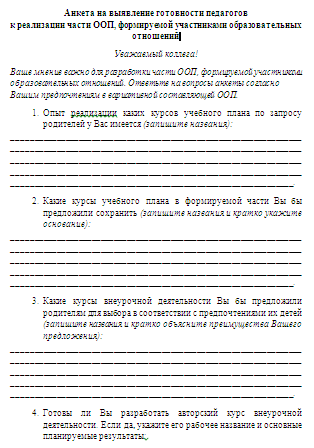 Анкета на выявление готовности педагогов
к реализации части ООП, формируемой участниками образовательных
отношений
Уважаемый коллега!
Ваше мнение важно для разработки части ООП, формируемой участниками
образовательных отношений. Ответьте на вопросы анкеты согласно
Вашим предпочтениям в вариативной составляющей ООП.
1. Опыт реализации каких курсов учебного плана по запросу
родителей у Вас имеется (запишите названия):
2. Какие курсы учебного плана в формируемой части Вы бы
предложили сохранить (запишите названия и кратко укажите
основание):
3. Какие курсы внеурочной деятельности Вы бы предложили
родителям для выбора в соответствии с предпочтениями их детей
(запишите названия и кратко объясните преимущества Вашего
предложения):
4. Готовы ли Вы разработать авторский курс внеурочной
деятельности. Если да, укажите его рабочее название и основные
планируемые результаты,.